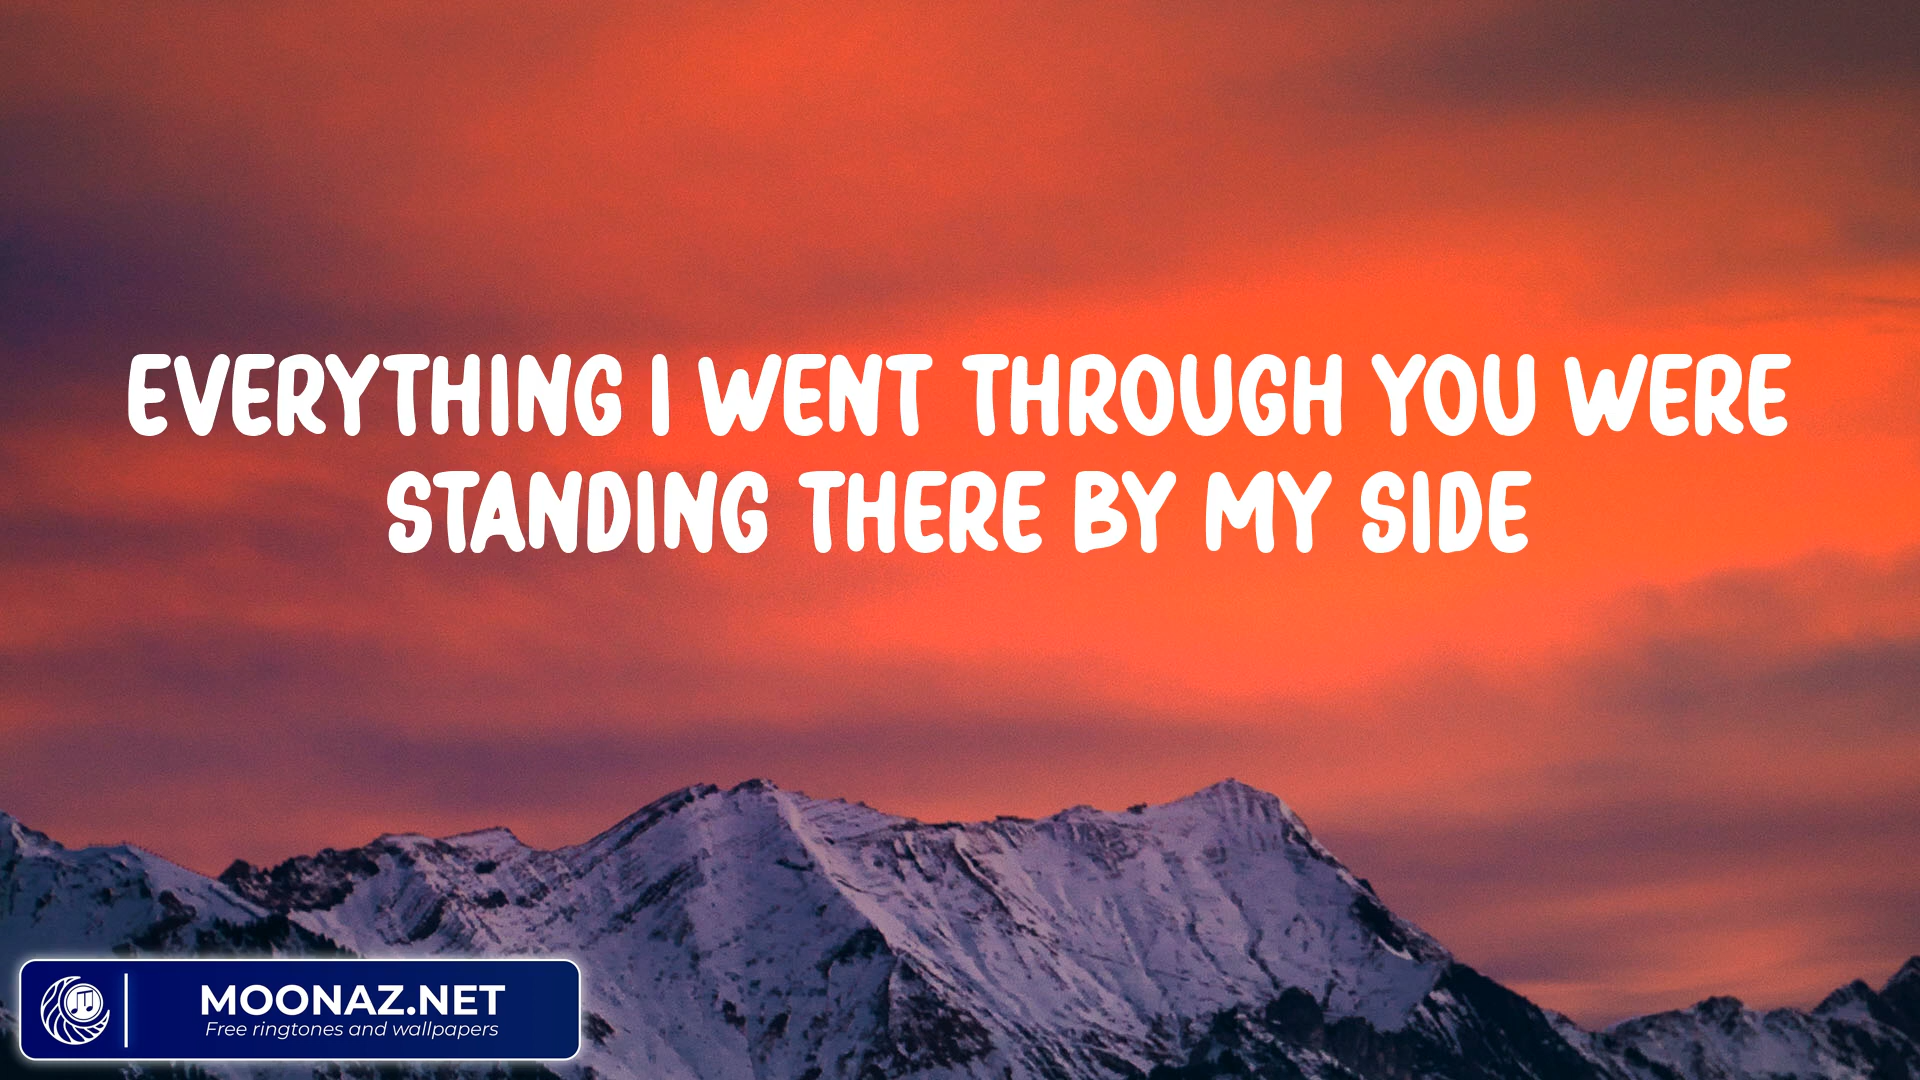 EVERYTHING I WENT THROUGH YOU WERE
STANDING THERE BY MY SIDE
MOONAZ.NET
Free ringtones and wallpapers